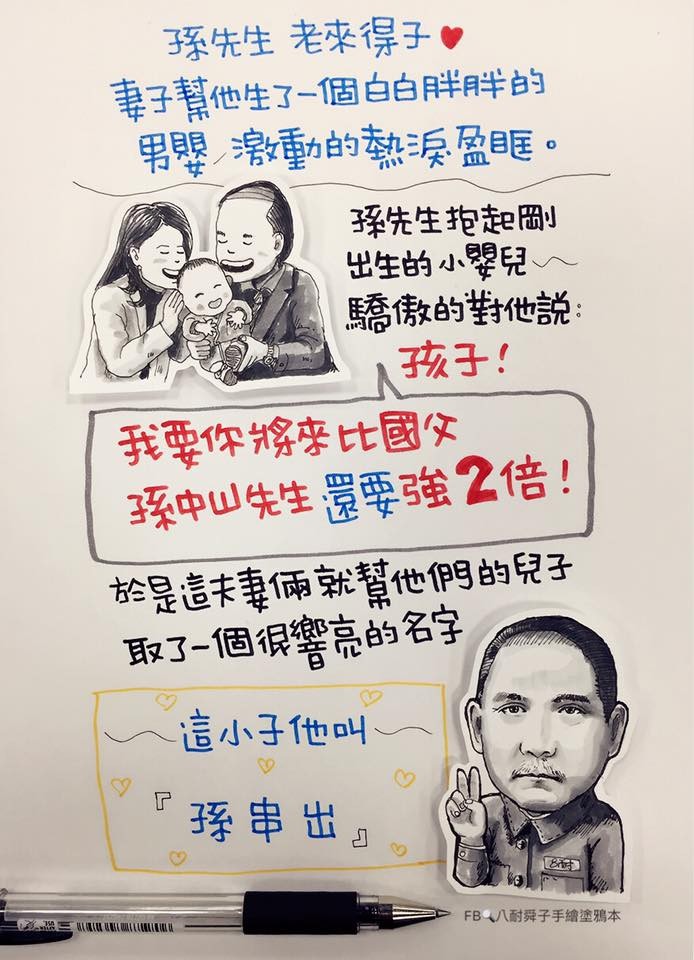 孫先生 老來得子
妻子幫他生了一個白白胖胖的
男嬰，激動的熱淚盈眶。
孫先生抱起剛
出生的小嬰兒～
驕傲的對他說:
孩子！
我要你將來比國父
孫中山先生還要強2倍！
於是這夫妻倆就幫他們的兒子
取了一個很響亮的名字
～這小子他叫～
『孫串出』
FB🔍八耐舜子手繪塗鴉本